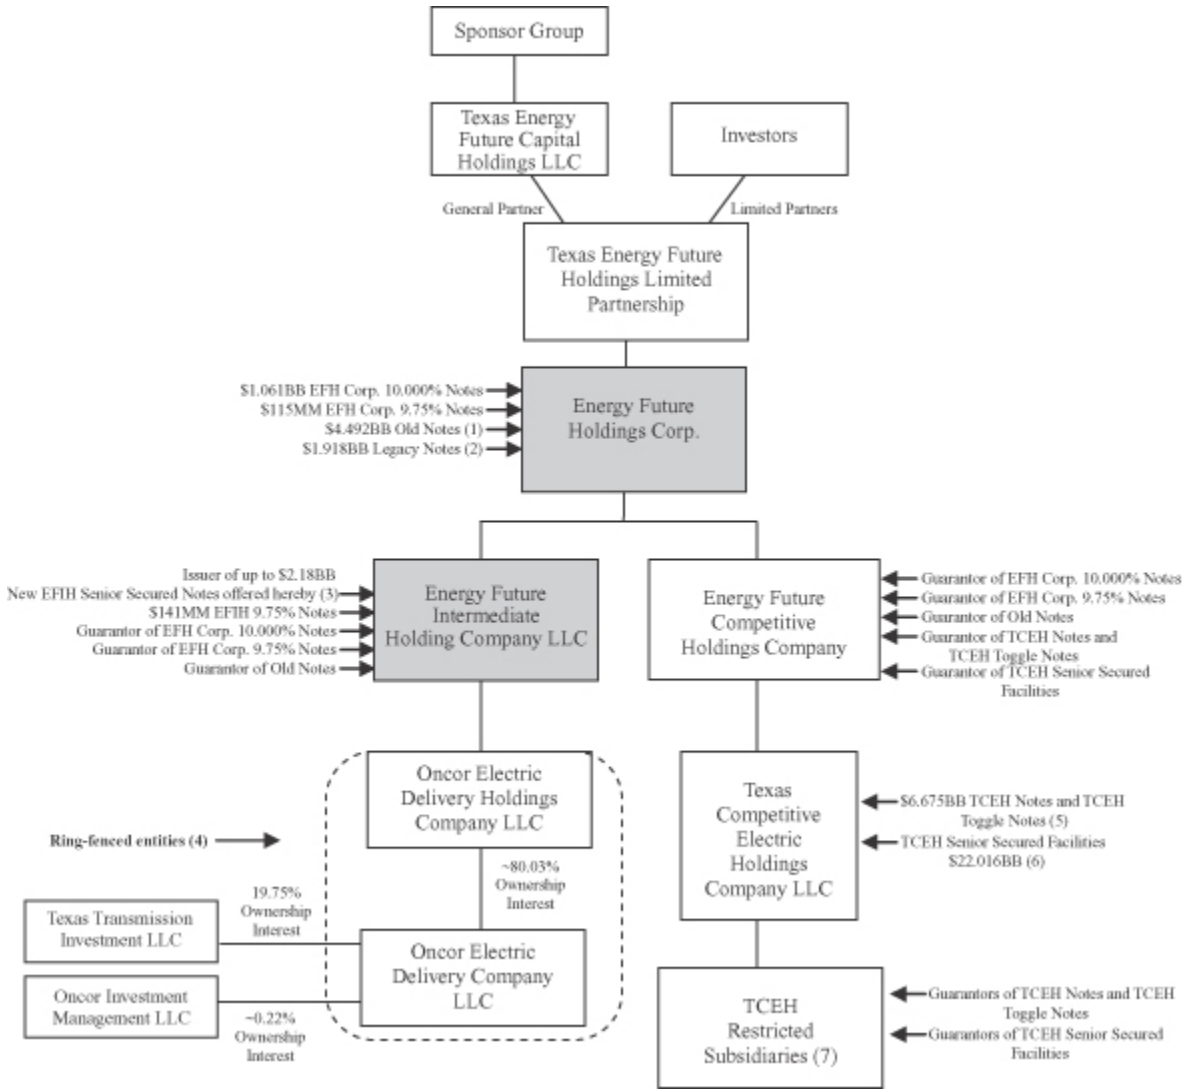 Sponsor Group
Texas Energy
Future Capital
Holdings LLC
Investors
General Partner
Limited Partners
Texas Energy Future
Holdings Limited
Partnership
$1.061BB EFH Corp. 10.000% Notes
$115MM EFH Corp. 9.75% Notes
$4.492BB Old Notes (1)
$1.918BB Legacy Notes (2)
Energy Future
Holdings Corp.
Issuer of up to $2.18BB
New EFIH Senior Secured Notes offered hereby (3)
$141MM EFIH 9.75% Notes
Guarantor of EFH Corp. 10.000% Notes
Guarantor of EFH Corp. 9.75% Notes
Guarantor of Old Notes
Energy Future
Intermediate
Holding Company LLC
Energy Future
Competitive
Holdings Company
Guarantor of EFH Corp. 10.000% Notes
Guarantor of EFH Corp. 9.75% Notes
Guarantor of Old Notes
Guarantor of TCEH Notes and
TCEH Toggle Notes
Guarantor of TCEH Senior Secured
Facilities
Oncor Electric
Delivery Holdings
Company LLC
Texas
Competitive
Electric
Holdings
Company LLC
$6.675BB TCEH Notes and TCEH
Toggle Notes (5)
TCEH Senior Secured Facilities
$22.016BB (6)
Ring-fenced entities (4)
~80.03%
Ownership
Interest
19.75%
Ownership
Interest
Texas Transmission
Investment LLC
Oncor Electric
Delivery Company
LLC
Oncor Investment
Management LLC
~0.22%
Ownership
Interest
TCEH
Restricted
Subsidiaries (7)
Guarantors of TCEH Notes and TCEH
Toggle Notes
Guarantors of TCEH Senior Secured
Facilities